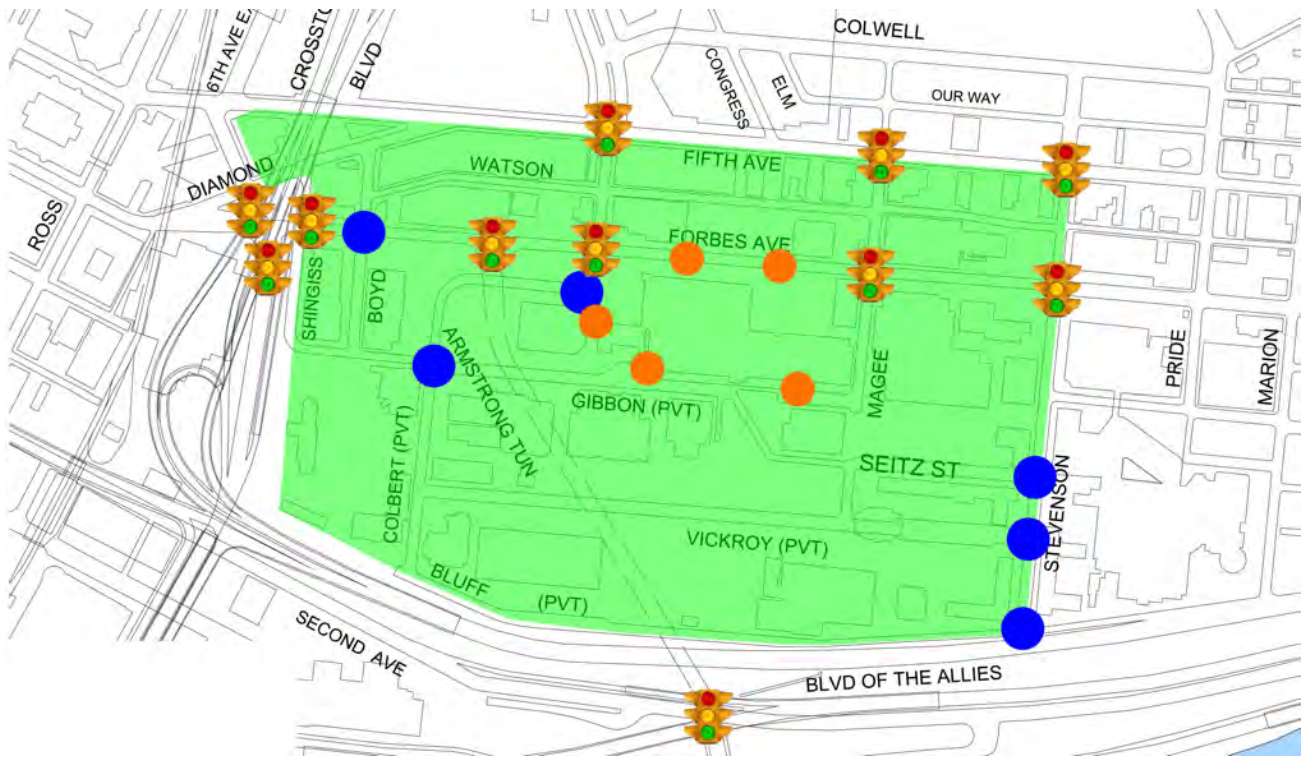 COLWELL
6TH AVE EX
CROSSTO
BLVD
CONGRESS
ELM
OUR WAY
FIFTH AVE
WATSON
DIAMOND
ROSS
FORBES AVE
SHINGISS
BOYD
ARMSTRONG TUN
MAGEE
PRIDE
MARION
GIBBON (PVT)
COLBERT (PVT)
SEITZ ST
STEVENSON
VICKROY (PVT)
BLUFF (PVT)
SECOND AVE
BLVD OF THE ALLIES